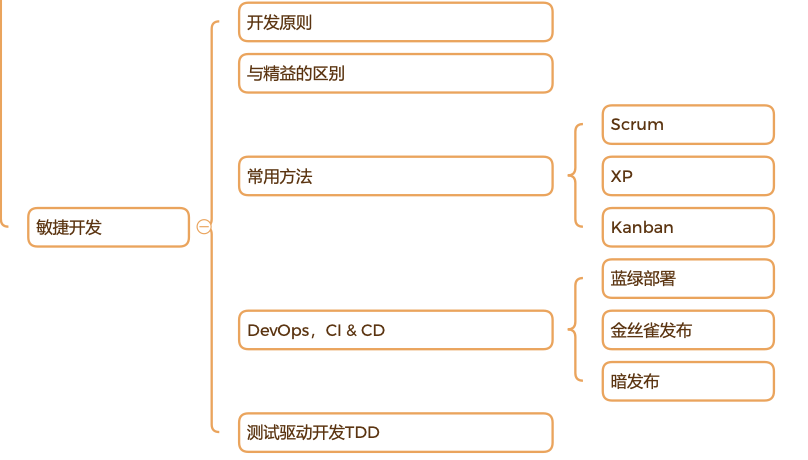 开发原则
与精益的区别
常用方法
Scrum
XP
Kanban
敏捷开发
DevOps，CI & CD
蓝绿部署
金丝雀发布
暗发布
测试驱动开发TDD